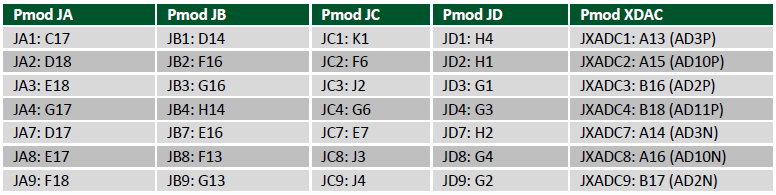 Pmod JA Pmod JB Pmod JC Pmod JD Pmod XDAC
JA1: C17 JB1: D14 JC1: K1 JD1: H4 JXADC1: A13 (AD3P)
JA2: D18 JB2: F16 JC2: F6 JD2: H1 JXADC2: A15 (AD10P)
JA3: E18 JB3: G16 JC3: J2 JD3: G1 JXADC3: B16 (AD2P)
JA4: G17 JB4: H14 JC4: G6 JD4: G3 JXADC4: B18 (AD11P)
JA7: D17 JB7: E16 JC7: E7 JD7: H2 JXADC7: A14 (AD3N)
JA8: E17 JB8: F13 JC8: J3 JD8: G4 JXADC8: A16 (AD10N)
JA9: F18 JB9: G13 JC9: J4 JD9: G2 JXADC9: B17 (AD2N)